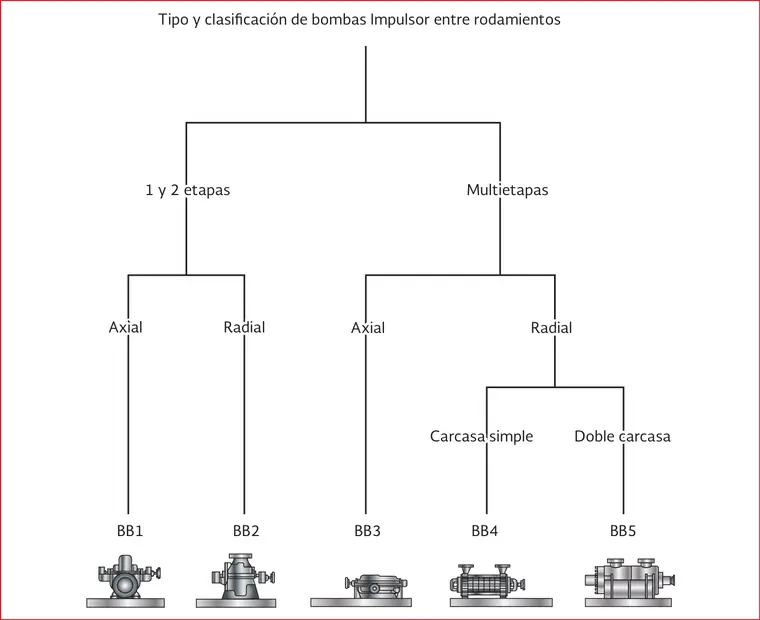 Tipo y clasificación de bombas Impulsor entre rodamientos
1 y 2 etapas
Multietapas
Axial
Radial
Axial
Radial
Carcasa simple
Doble carcasa
BB1
BB2
BB3
BB4
BB5